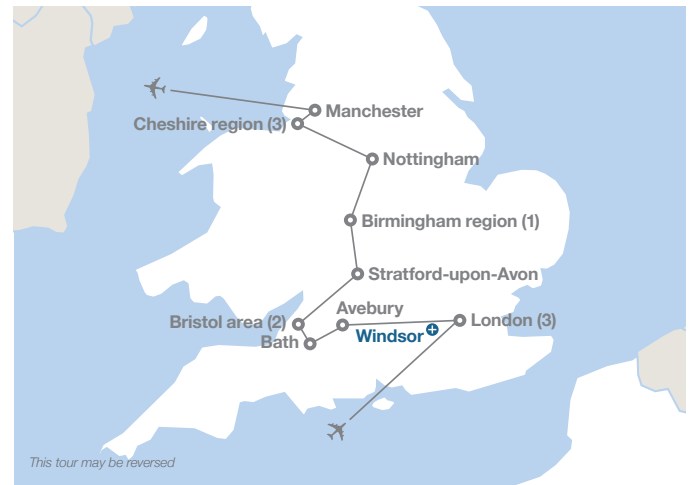 Manchester
Cheshire region (3)
Nottingham
Birmingham region (1)
Stratford-upon-Avon
Avebury
Bristol area (2)
London (3)
Windsor
Bath
This tour may be reversed